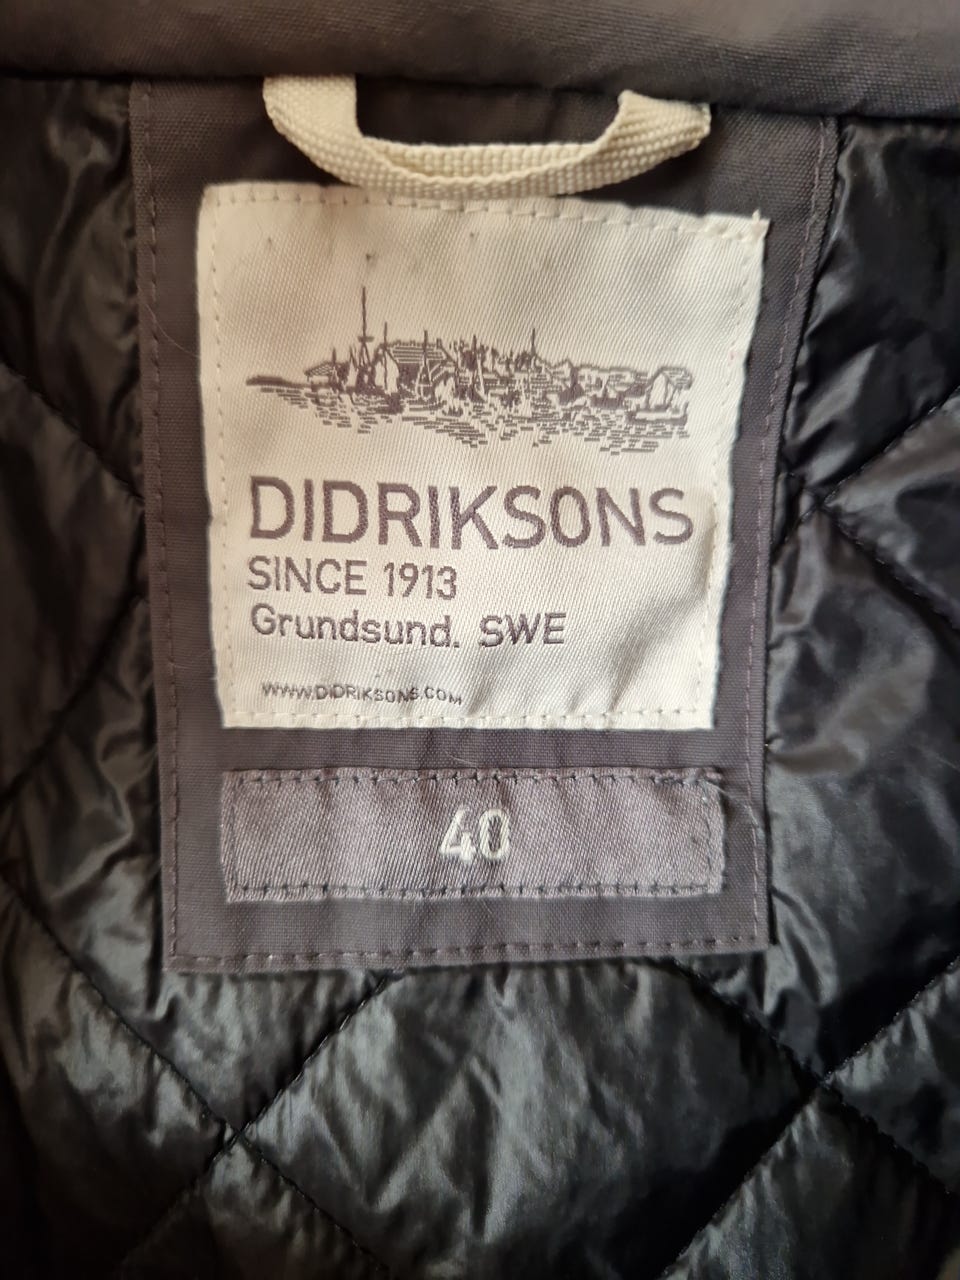 DIDRIKSONS
SINCE 1913
Grundsund. SWE
WWW.DIDRIKSONS.COM
40